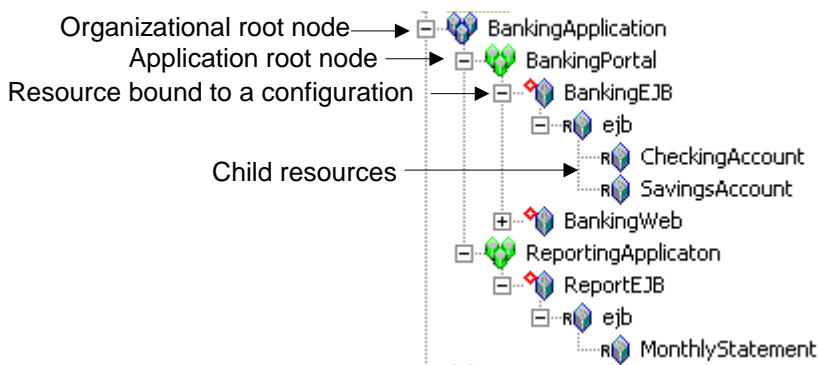 Organizational root node BankingApplication
Application root node BankingPortal
Resource bound to a configuration BankingEJB
R ejb
Child resources R CheckingAccount
R SavingsAccount
BankingWeb
ReportingApplicaton
ReportEJB
R ejb
R MonthlyStatement